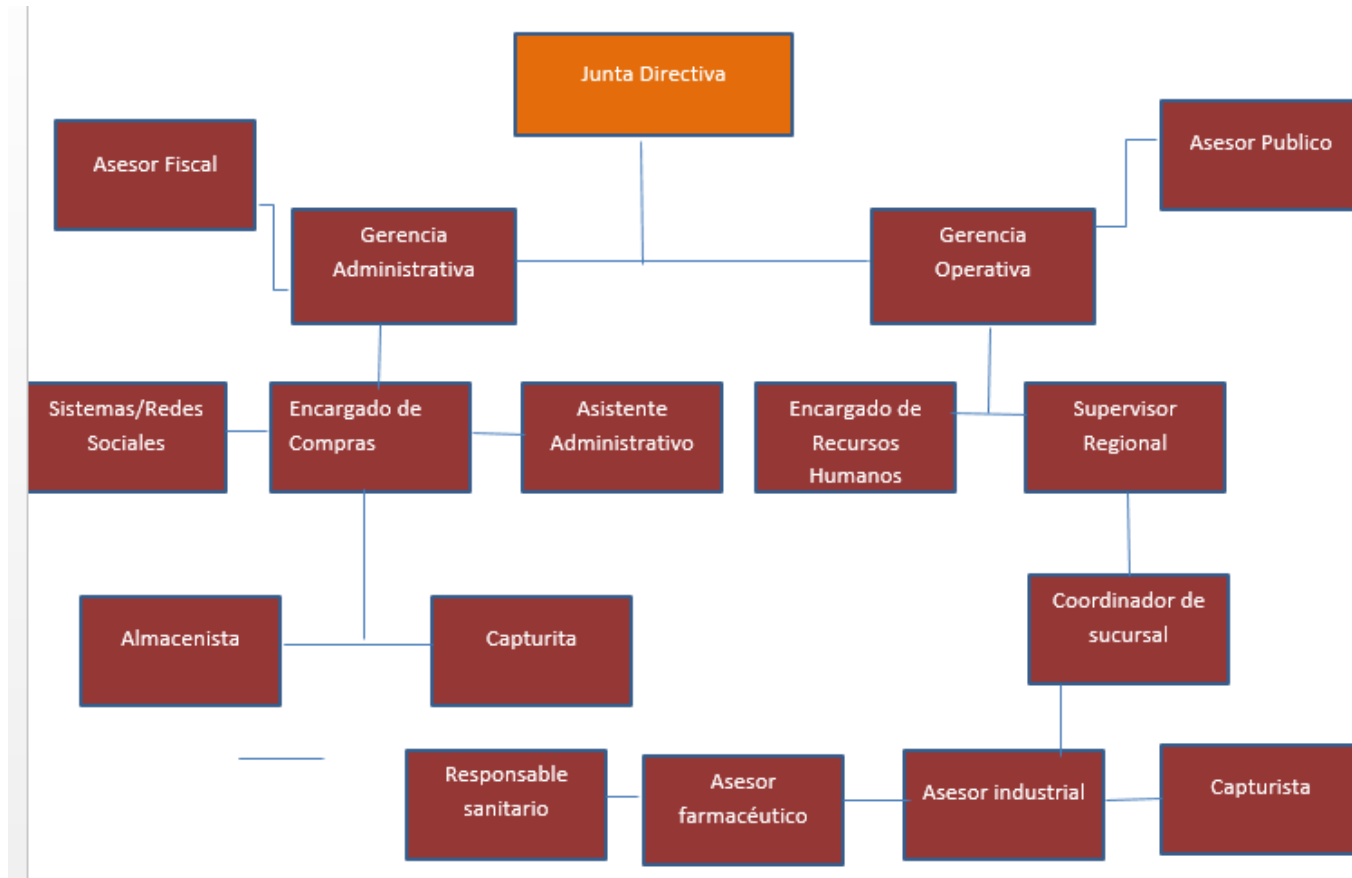 Junta Directiva
Asesor Fiscal
Asesor Publico
Gerencia
Administrativa
Gerencia
Operativa
Sistemas/Redes
Sociales
Encargado de
Compras
Asistente
Administrativo
Encargado de
Recursos
Humanos
Supervisor
Regional
Coordinador de
sucursal
Almacenista
Capturita
Responsable
sanitario
Asesor
farmacéutico
Asesor industrial
Capturista